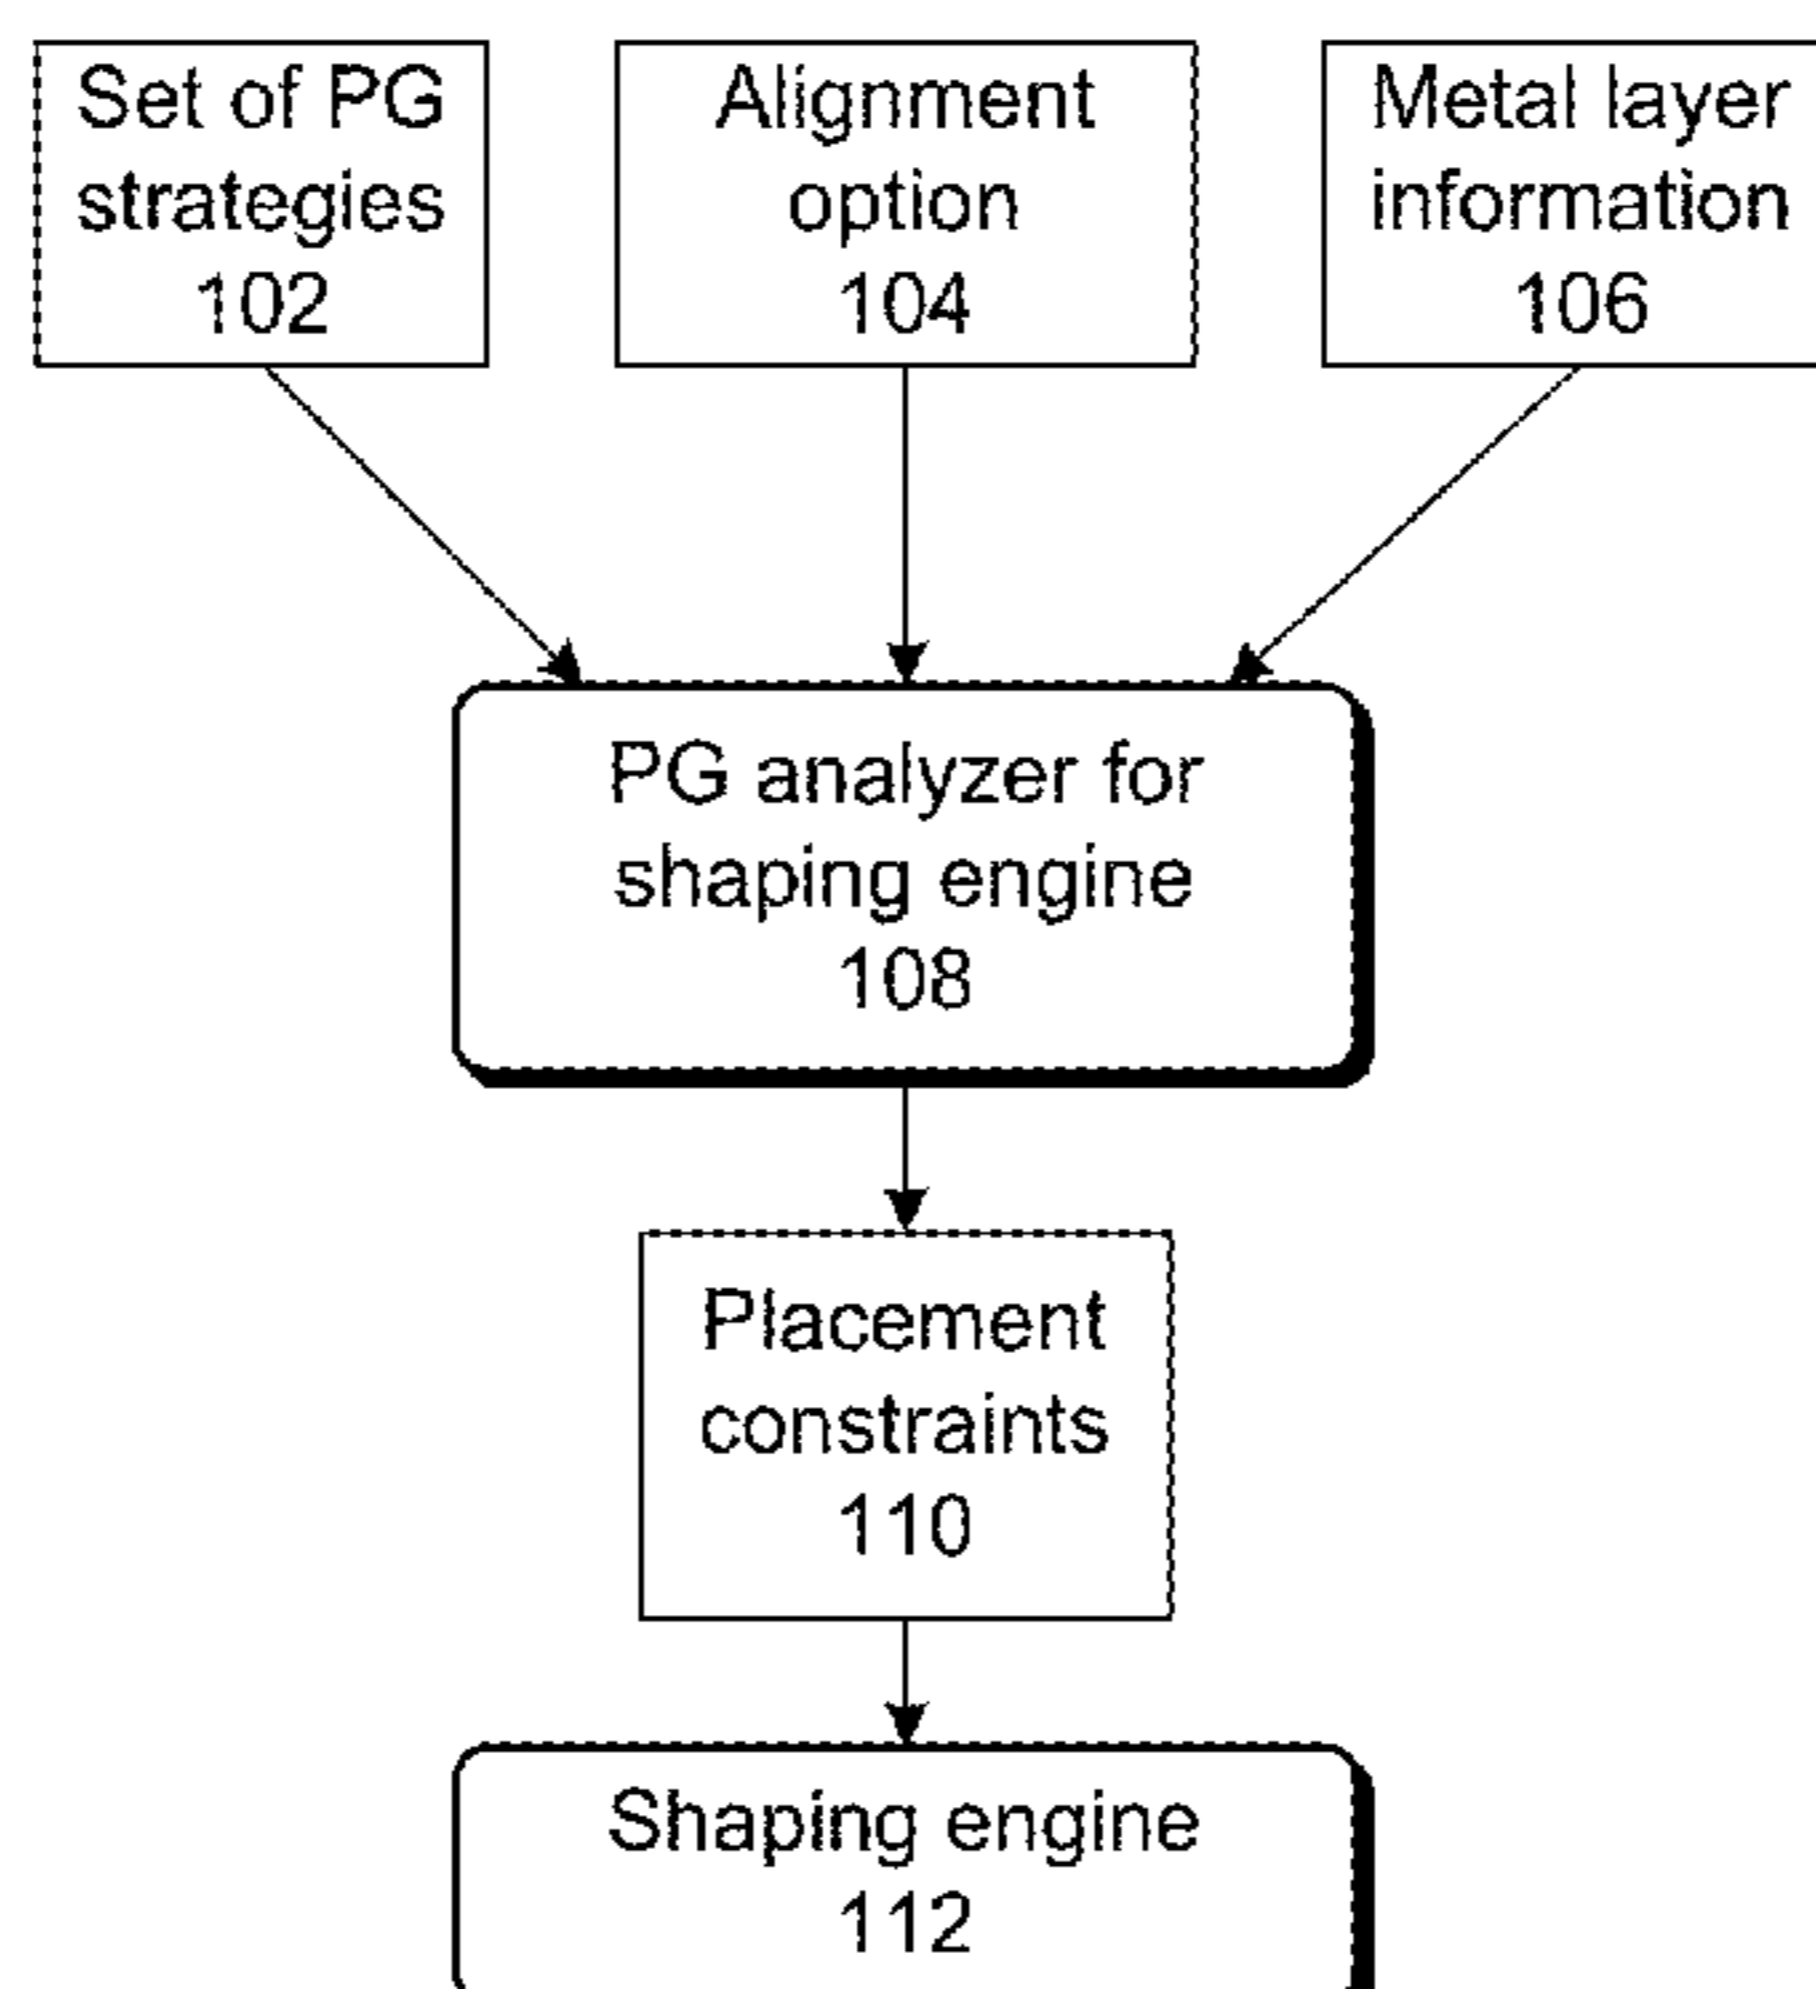 Set of PG
strategies
102
Alignment
option
104
Metal layer
information
106
PG analyzer for
shaping engine
108
Placement
constraints
110
Shaping engine
112